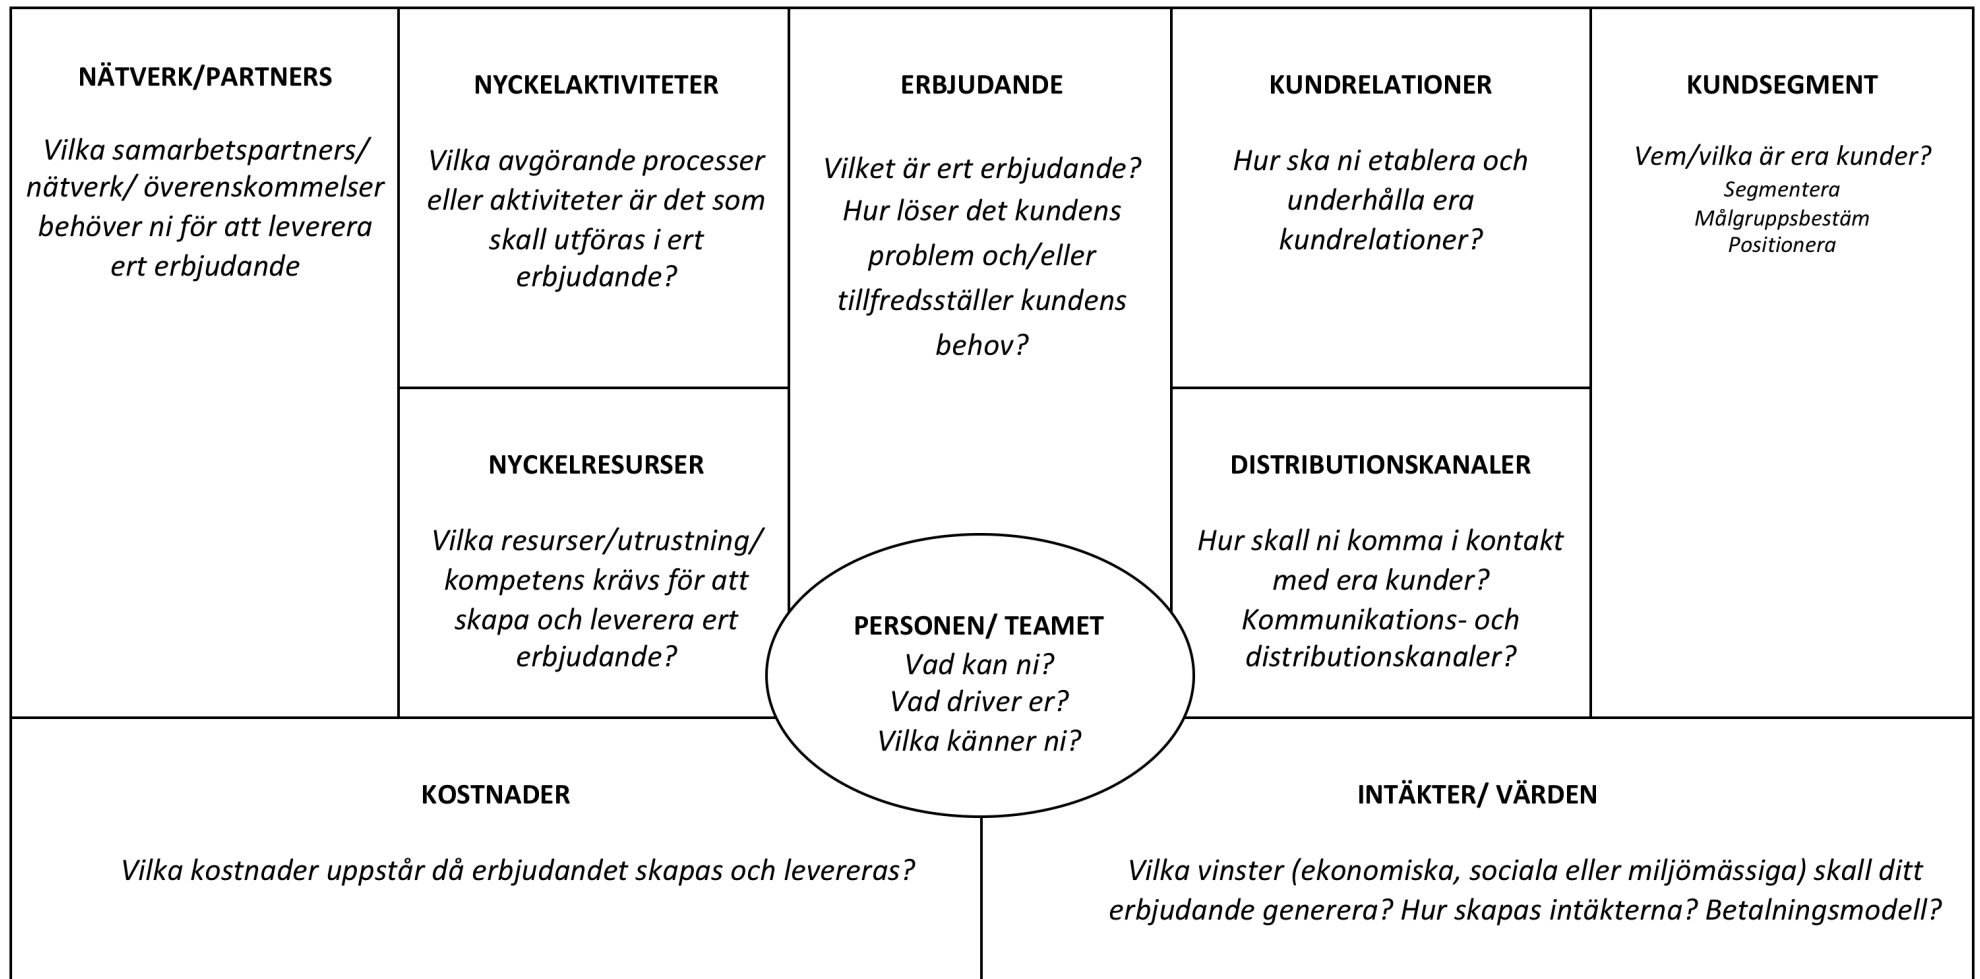 NÄTVERK/PARTNERS
Vilka samarbetspartners/
nätverk/ överenskommelser
behöver ni för att leverera
ert erbjudande
NYCKELAKTIVITETER
Vilka avgörande processer
eller aktiviteter är det som
skall utföras i ert
erbjudande?
NYCKELRESURSER
Vilka resurser/utrustning/
kompetens krävs för att
skapa och leverera ert
erbjudande?
ERBJUDANDE
Vilket är ert erbjudande?
Hur löser det kundens
problem och/eller
tillfredsställer kundens
behov?
KUNDRELATIONER
Hur ska ni etablera och
underhålla era
kundrelationer?
DISTRIBUTIONSKANALER
Hur skall ni komma i kontakt
med era kunder?
Kommunikations- och
distributionskanaler?
KUNDSEGMENT
Vem/vilka är era kunder?
Segmentera
Målgruppsbestäm
Positionera
PERSONEN/ TEAMET
Vad kan ni?
Vad driver er?
Vilka känner ni?
KOSTNADER
Vilka kostnader uppstår då erbjudandet skapas och levereras?
INTÄKTER/ VÄRDEN
Vilka vinster (ekonomiska, sociala eller miljömässiga) skall ditt
erbjudande generera? Hur skapas intäkterna? Betalningsmodell?